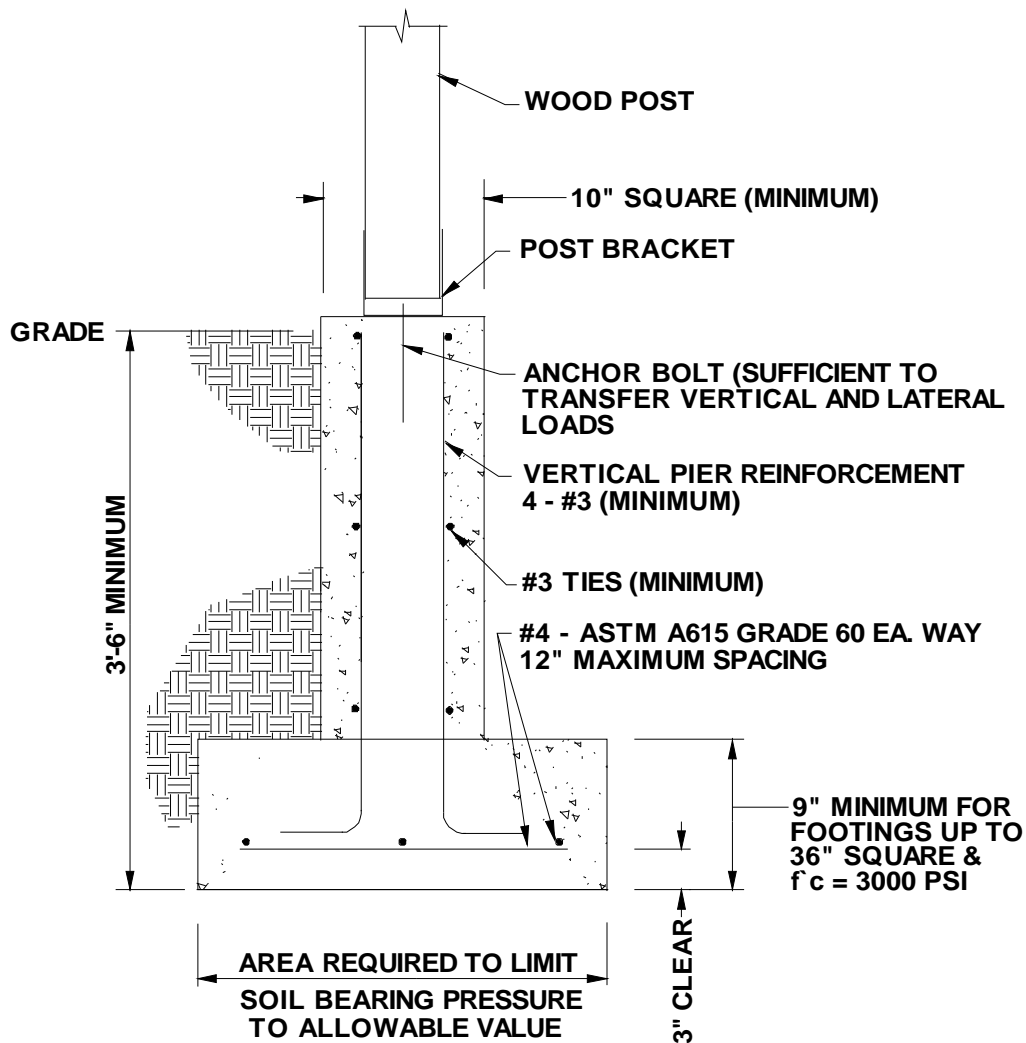 WOOD POST
10" SQUARE (MINIMUM)
POST BRACKET
GRADE
ANCHOR BOLT (SUFFICIENT TO
TRANSFER VERTICAL AND LATERAL
LOADS
VERTICAL PIER REINFORCEMENT
4 - #3 (MINIMUM)
3'-6" MINIMUM
#3 TIES (MINIMUM)
#4 - ASTM A615 GRADE 60 EA. WAY
12" MAXIMUM SPACING
9" MINIMUM FOR
FOOTINGS UP TO
36" SQUARE &
f`c = 3000 PSI
3" CLEAR
AREA REQUIRED TO LIMIT
SOIL BEARING PRESSURE
TO ALLOWABLE VALUE